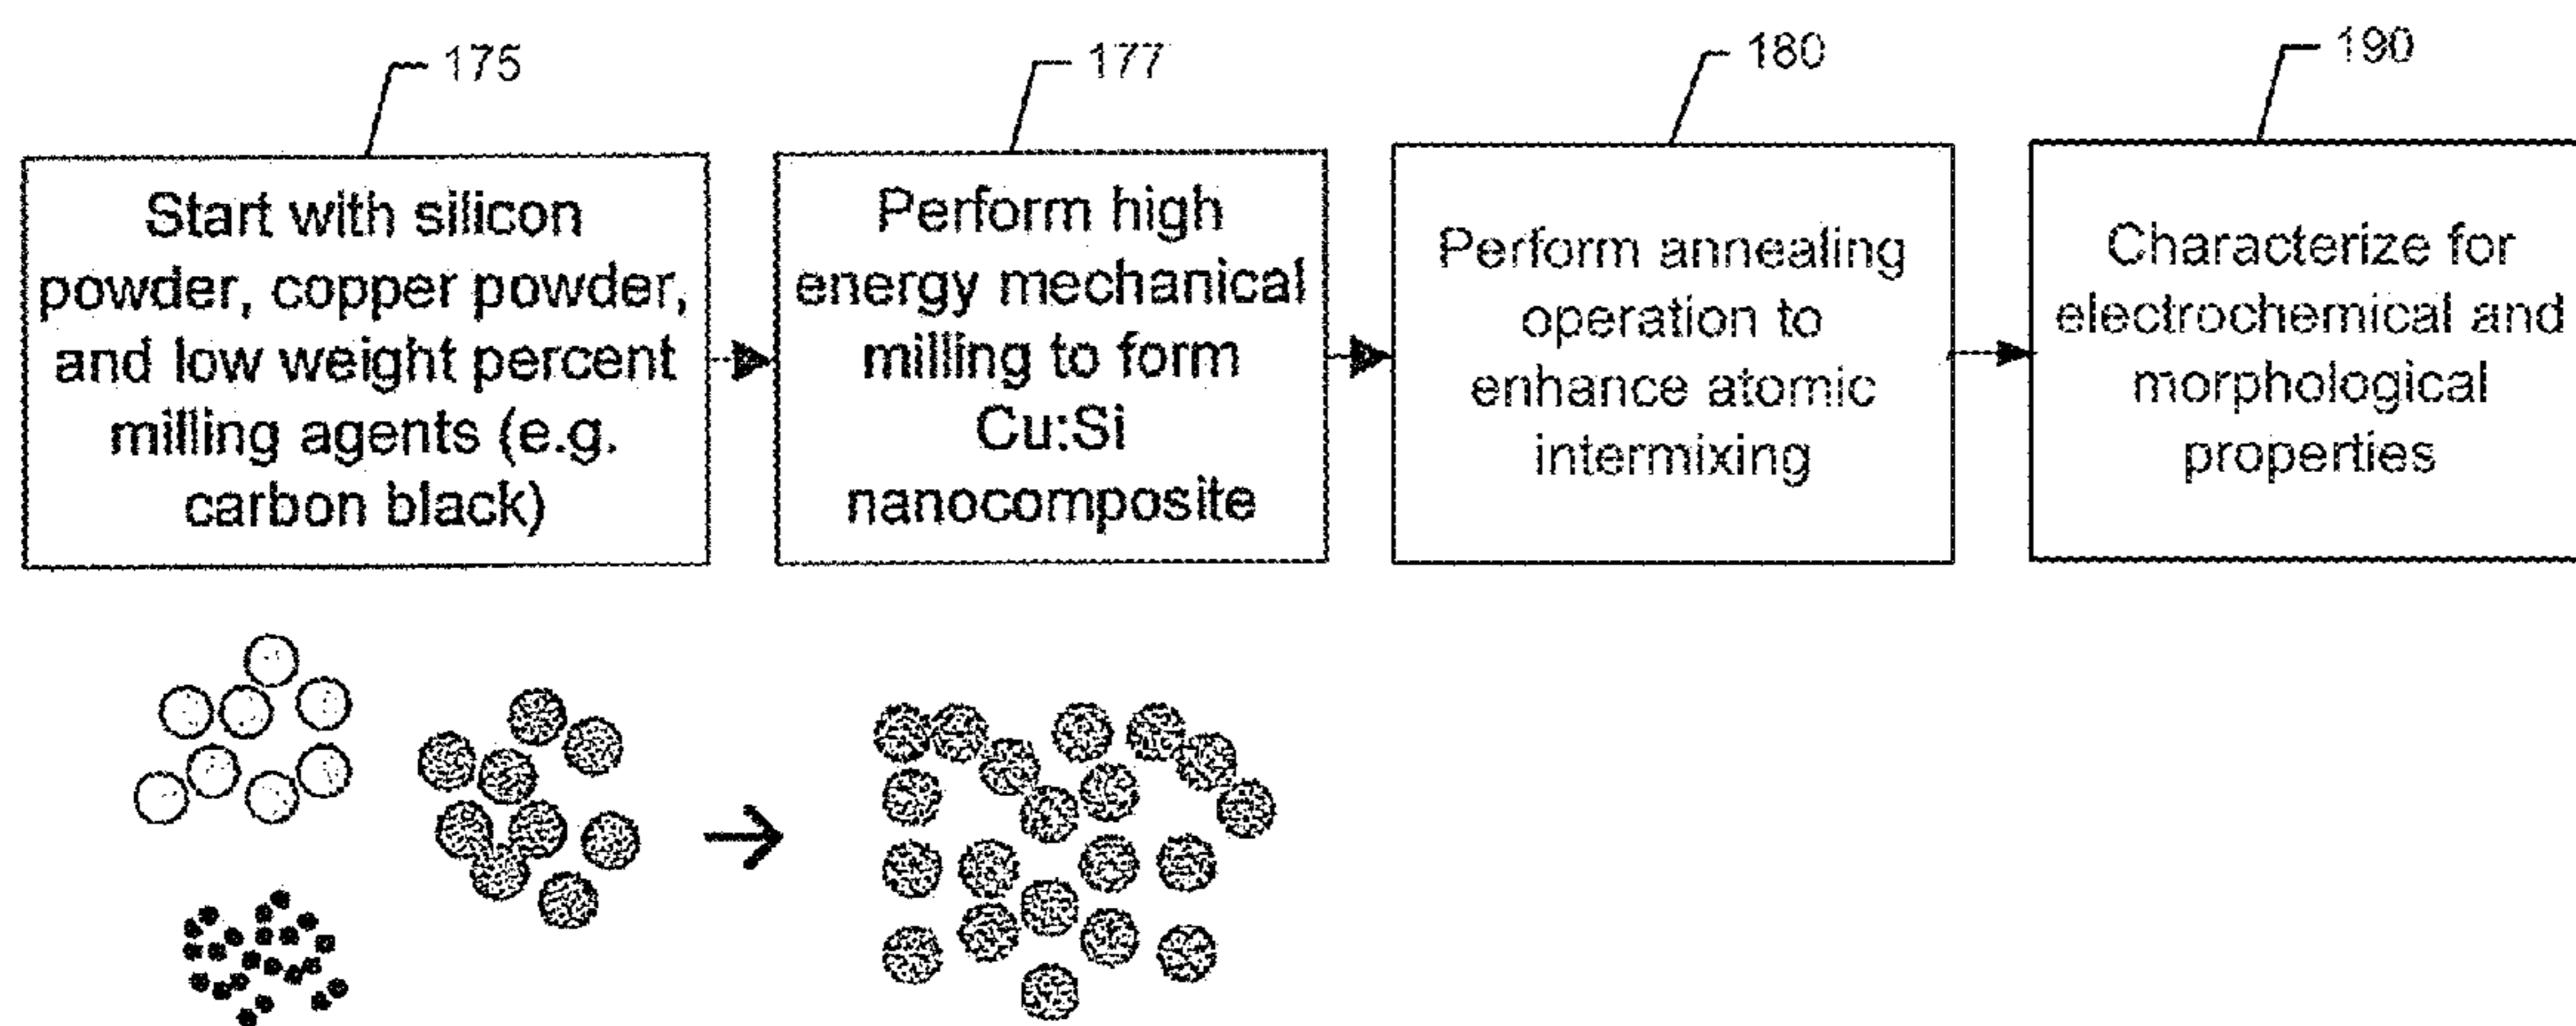 175
177
180
190
Start with silicon
powder, copper powder,
and low weight percent
milling agents (e.g.
carbon black)
Perform high
energy mechanical
milling to form
Cu:Si
nanocomposite
Perform annealing
operation to
enhance atomic
intermixing
Characterize for
electrochemical and
morphological
properties